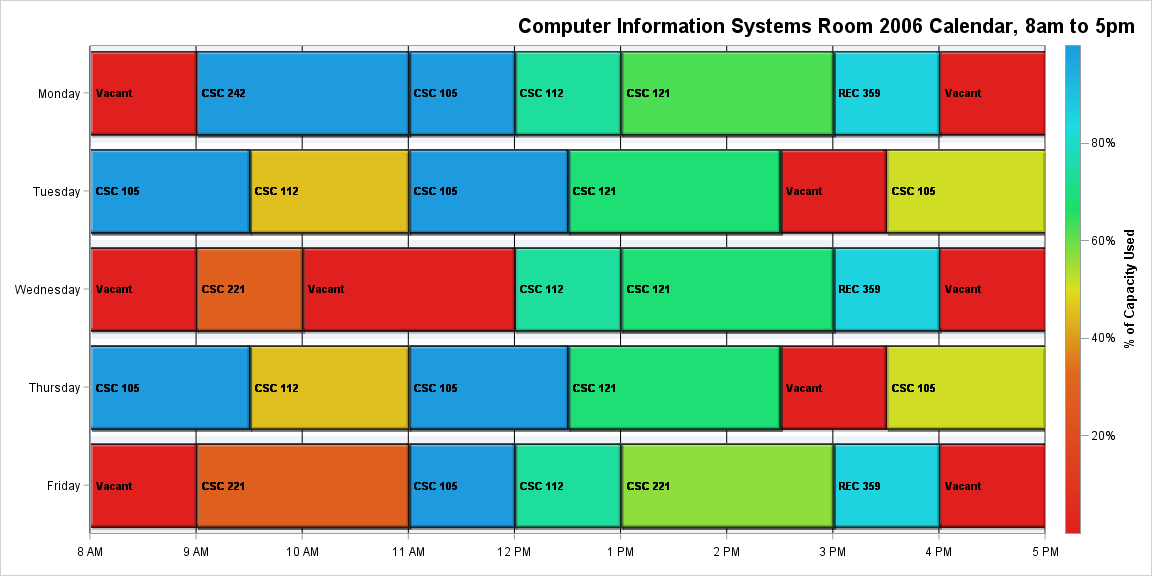 Computer Information Systems Room 2006 Calendar, 8am to 5pm
Monday
Vacant
CSC 242
CSC 105
CSC 112
CSC 121
REC 359
Vacant
Tuesday
CSC 105
CSC 112
CSC 105
CSC 121
Vacant
CSC 105
Wednesday
Vacant
CSC 221
Vacant
CSC 112
CSC 121
REC 359
Vacant
Thursday
CSC 105
CSC 112
CSC 105
CSC 121
Vacant
CSC 105
Friday
Vacant
CSC 221
CSC 105
CSC 112
CSC 221
REC 359
Vacant
8 AM
9 AM
10 AM
11 AM
12 PM
1 PM
2 PM
3 PM
4 PM
5 PM
80%
60%
40%
20%
% of Capacity Used